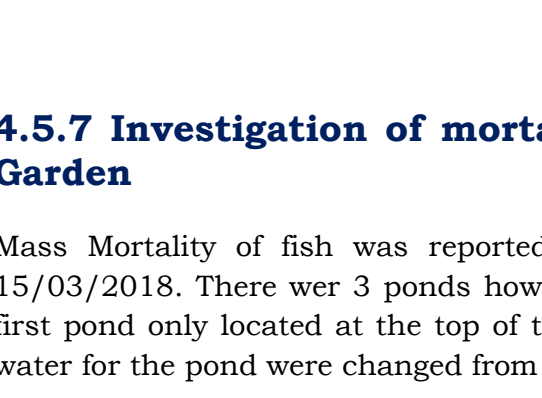 4.5.7 Investigation of morta
Garden
Mass Mortality of fish was reported
15/03/2018. There wer 3 ponds how
first pond only located at the top of t
water for the pond were changed from